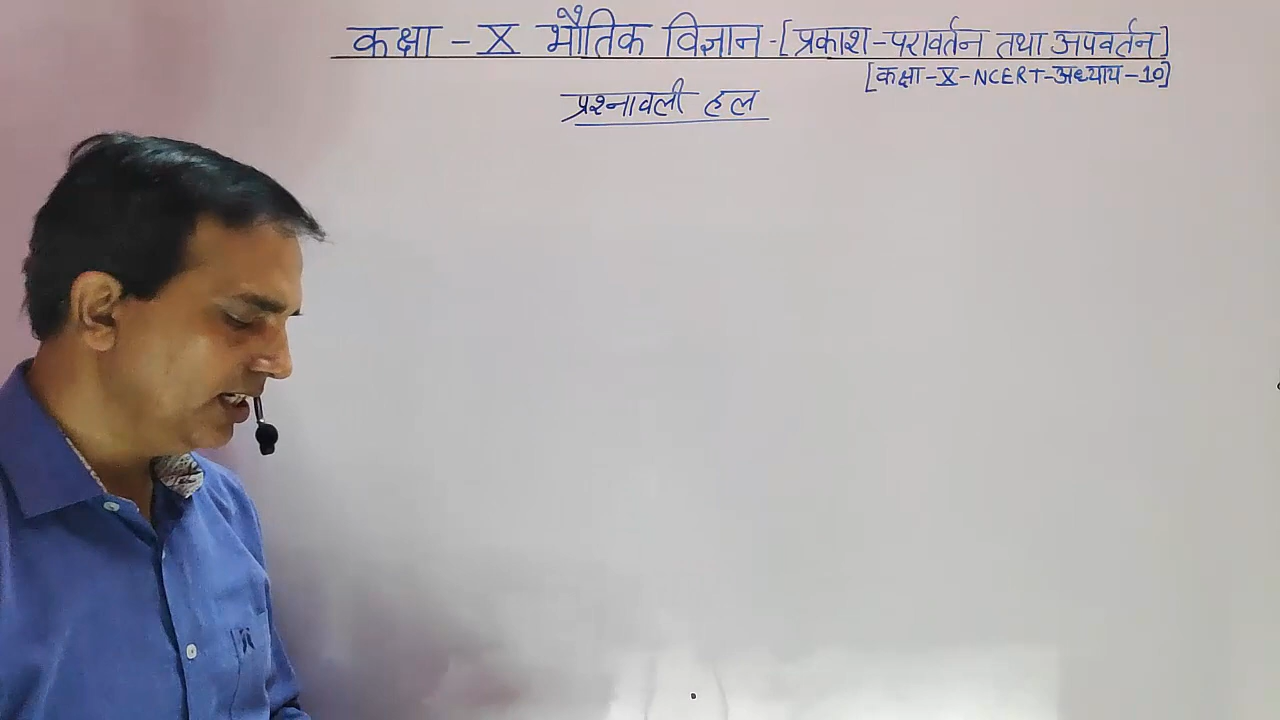 कक्षा - X भौतिक विज्ञान - [प्रकाश - परावर्तन तथा अपवर्तन]
[कक्षा - X - NCERT - अध्याय - 10]
प्रश्नावली हल